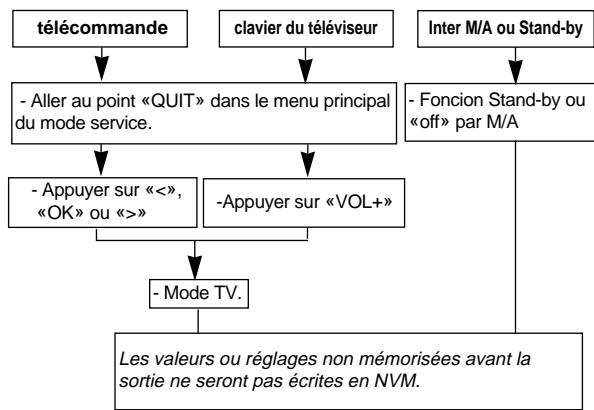 télécommande
clavier du téléviseur
Inter M/A ou Stand-by
- Aller au point «QUIT» dans le menu principal
du mode service.
- Foncion Stand-by ou
«off» par M/A
- Appuyer sur «<»,
«OK» ou «>»
-Appuyer sur «VOL+»
- Mode TV.
Les valeurs ou réglages non mémorisées avant la
sortie ne seront pas écrites en NVM.